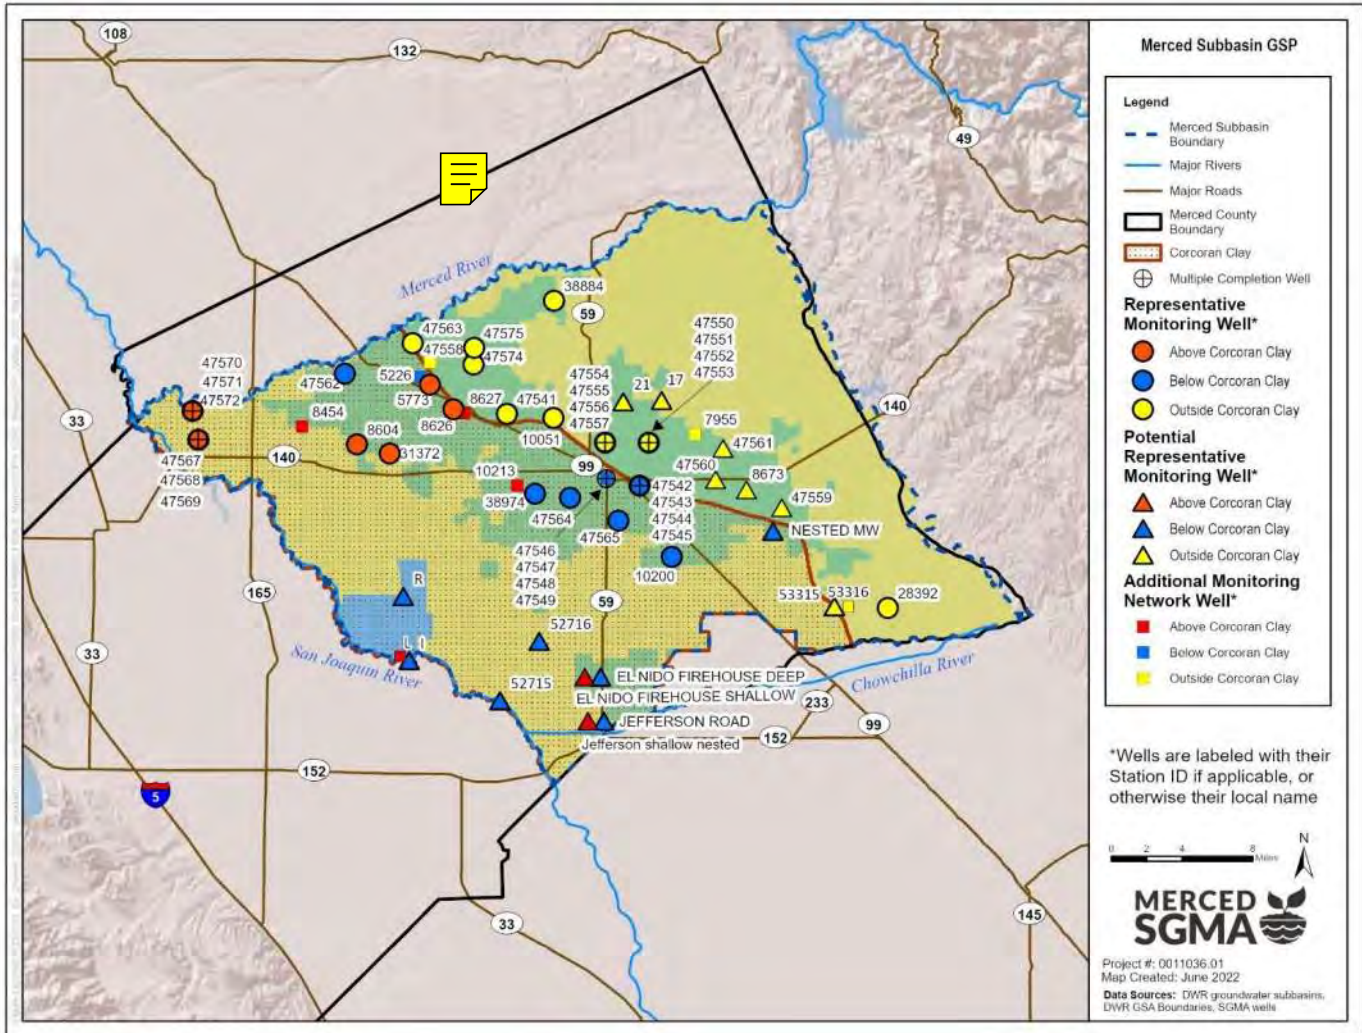 Merced Subbasin GSP
Legend
Merced Subbasin
Boundary
Major Rivers
Major Roads
Merced County
Boundary
Corcoran Clay
Multiple Completion Well
Representative
Monitoring Well*
Above Corcoran Clay
Below Corcoran Clay
Outside Corcoran Clay
Potential
Representative
Monitoring Well*
Above Corcoran Clay
Below Corcoran Clay
Outside Corcoran Clay
Additional Monitoring
Network Well*
Above Corcoran Clay
Below Corcoran Clay
Outside Corcoran Clay
*Wells are labeled with their
Station ID if applicable, or
otherwise their local name
N
0 2 4 8
Miles
MERCED
SGMA
Project #: 0011036.01
Map Created: June 2022
Data Sources: DWR groundwater subbasins,
DWR GSA Boundaries, SGMA wells
108
132
49
Merced River
38884
59
47563
47575
47558
47574
47550
47551
47552
47553
47570
47571
47572
47562
5226
5773
8627
47541
47554
47555
47556
47557
21
17
33
8454
8626
10051
7955
140
47561
8604
31372
140
47567
47568
47569
10213
99
47560
8673
38974
47564
47565
47542
47543
47544
47545
47559
NESTED MW
47546
47547
47548
47549
10200
165
R
59
53315
53316
28392
33
L I
52716
San Joaquin River
52715
EL NIDO FIREHOUSE DEEP
EL NIDO FIREHOUSE SHALLOW
Chowchilla River
233
99
JEFFERSON ROAD
Jefferson shallow nested
152
152
5
33
145